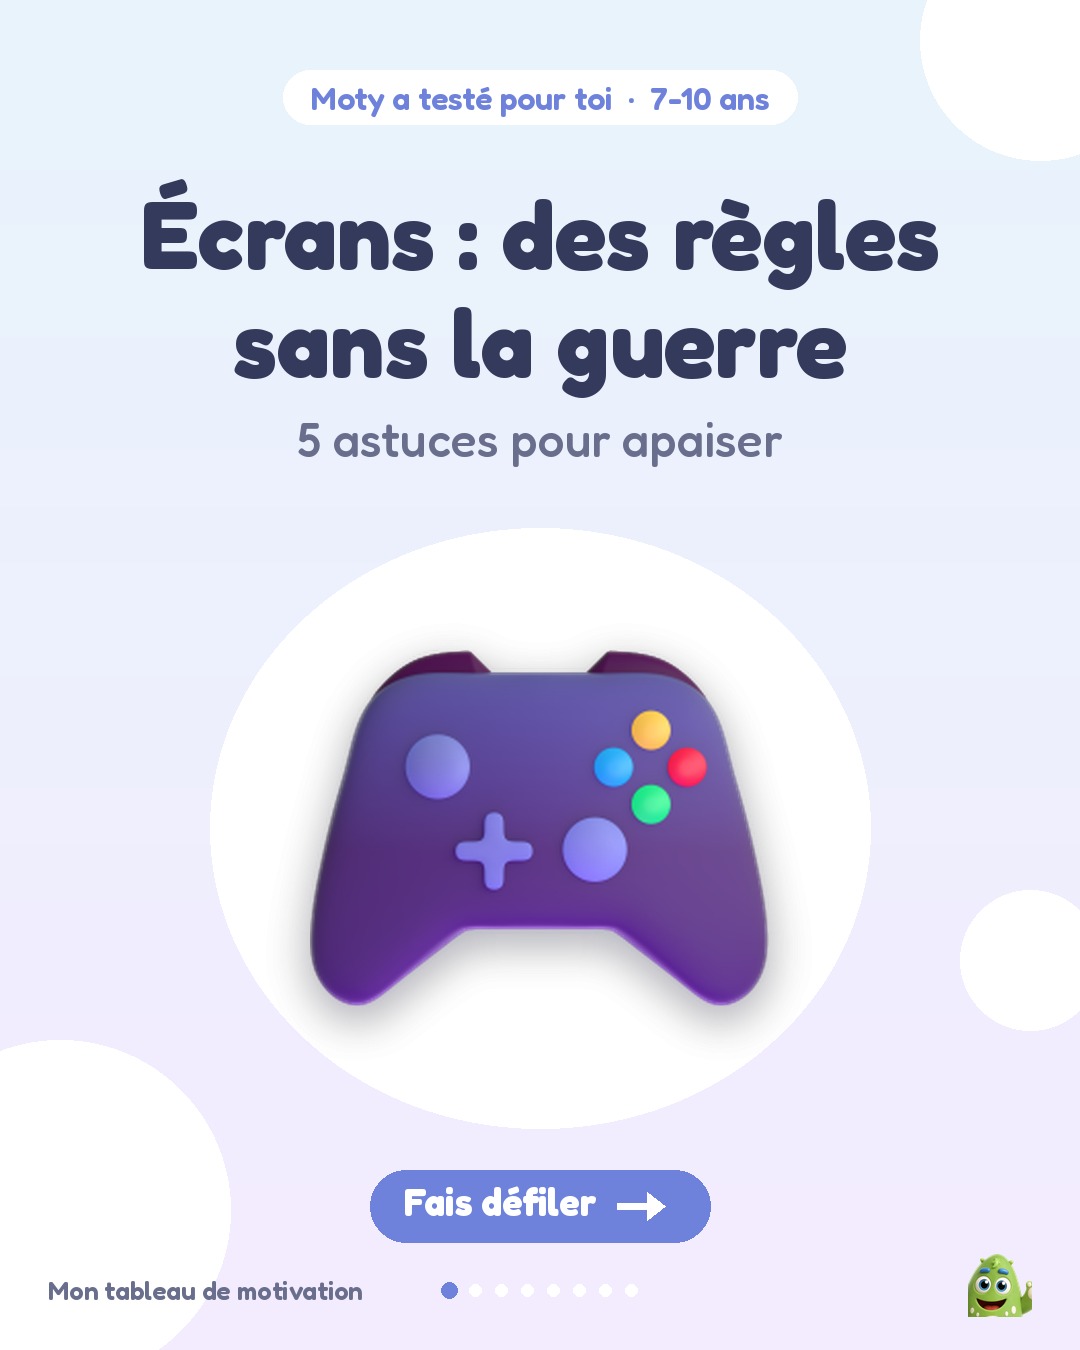 Moty a testé pour toi · 7-10 ans
Écrans : des règles
sans la guerre
5 astuces pour apaiser
Fais défiler →
Mon tableau de motivation